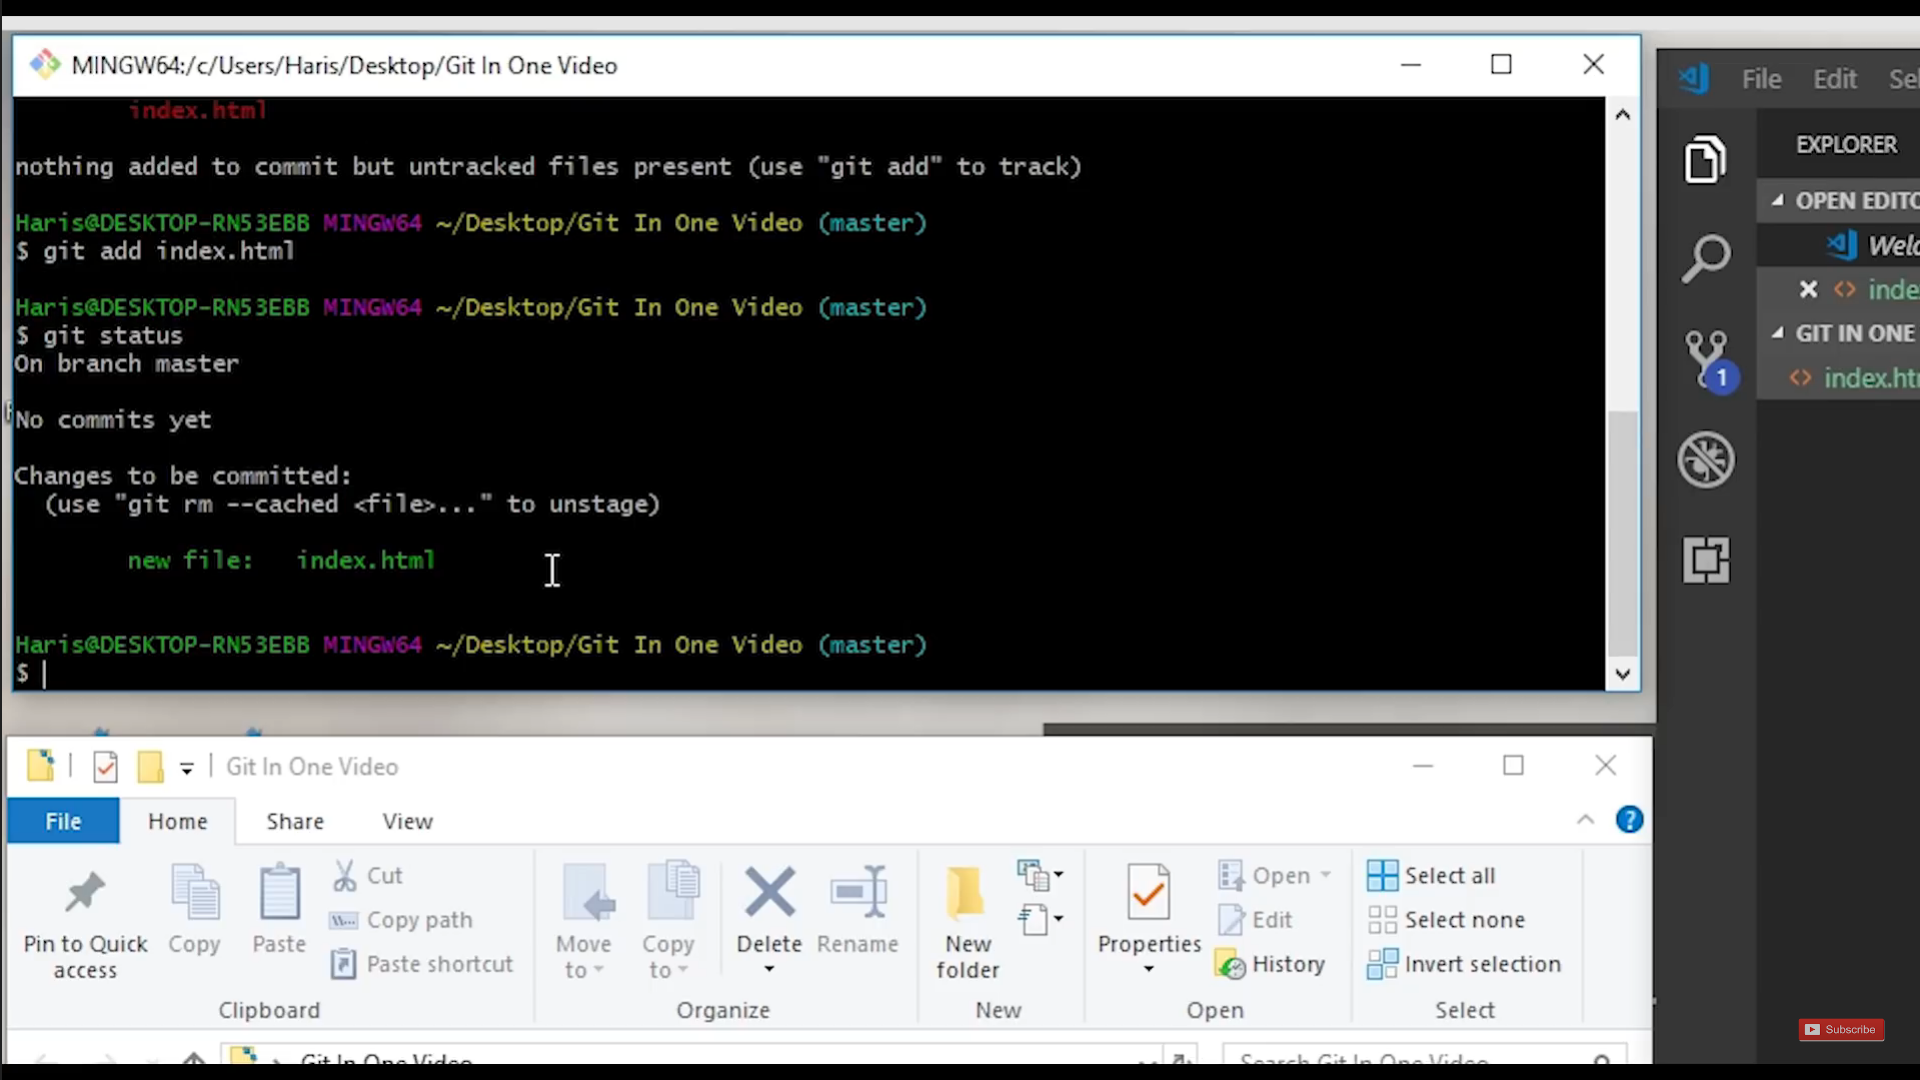 MINGW64:/c/Users/Haris/Desktop/Git In One Video
index.html
nothing added to commit but untracked files present (use "git add" to track)
Haris@DESKTOP-RN53EBB MINGW64 ~/Desktop/Git In One Video (master)
$ git add index.html
Haris@DESKTOP-RN53EBB MINGW64 ~/Desktop/Git In One Video (master)
$ git status
On branch master
No commits yet
Changes to be committed:
(use "git rm --cached <file>..." to unstage)
new file: index.html
Haris@DESKTOP-RN53EBB MINGW64 ~/Desktop/Git In One Video (master)
$
File Edit Sel
EXPLORER
OPEN EDITO
Welc
inde
GIT IN ONE
index.ht
1
Git In One Video
File Home Share View
Pin to Quick access
Copy
Paste
Cut
Copy path
Paste shortcut
Clipboard
Move to
Copy to
Delete
Rename
Organize
New folder
New
Properties
Open
Edit
History
Open
Select all
Select none
Invert selection
Select
Git In One Video
Search Git In One Video
Subscribe